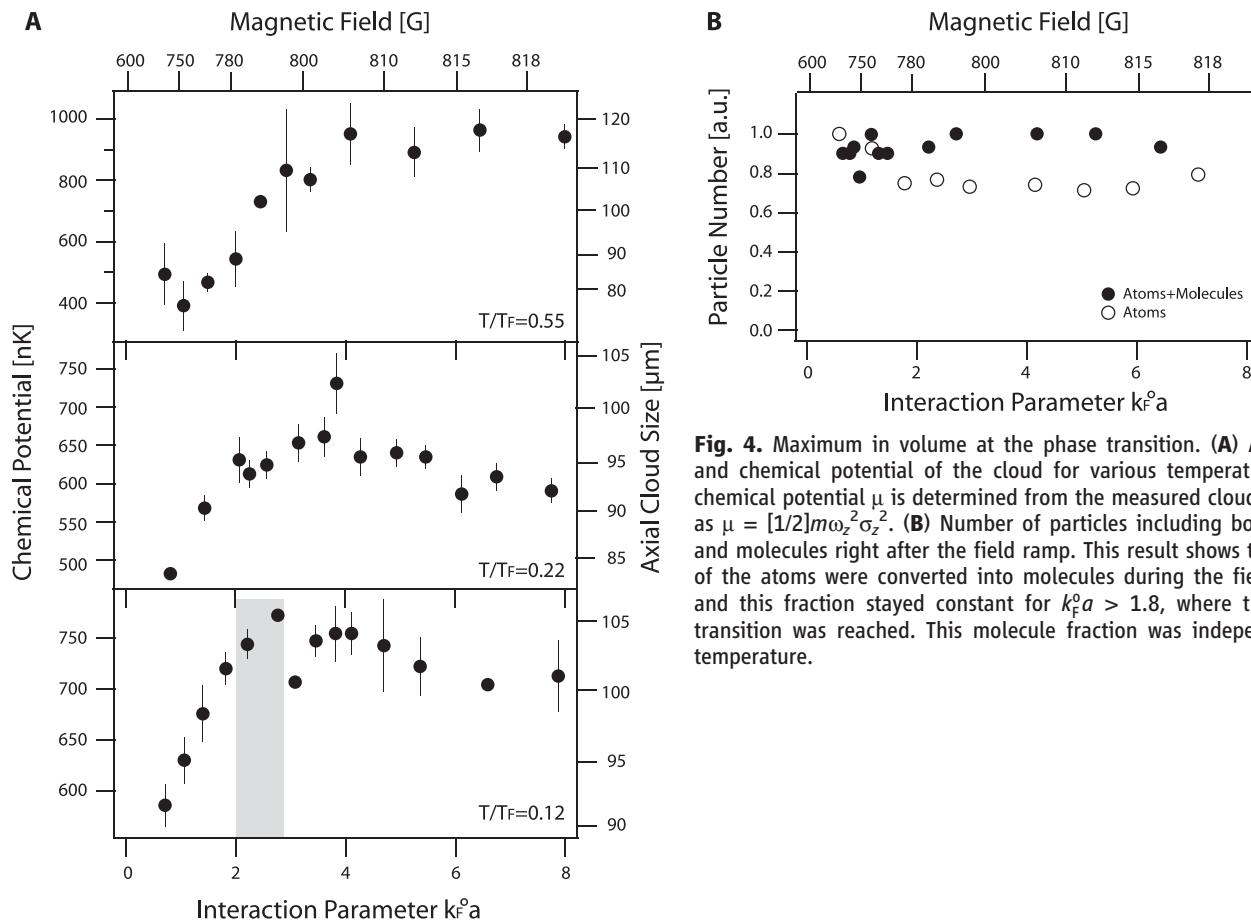 A
Magnetic Field [G]
600 750 780 800 810 815 818
Chemical Potential [nK]
Axial Cloud Size [µm]
1000
800
600
400
120
110
100
90
80
T/TF=0.55
750
700
650
600
550
500
105
100
95
90
85
T/TF=0.22
750
700
650
600
105
100
95
90
T/TF=0.12
0 2 4 6 8
Interaction Parameter kF°a
B
Magnetic Field [G]
600 750 780 800 810 815 818
Particle Number [a.u.]
1.0
0.8
0.6
0.4
0.2
0.0
Atoms+Molecules
Atoms
0 2 4 6 8
Interaction Parameter kF°a
Fig. 4. Maximum in volume at the phase transition. (A)
and chemical potential of the cloud for various
chemical potential μ is determined from the measured
as μ = [1/2]mωz²σz². (B) Number of particles including
and molecules right after the field ramp. This result shows
of the atoms were converted into molecules during the
and this fraction stayed constant for kF°a > 1.8, where
transition was reached. This molecule fraction was
temperature.